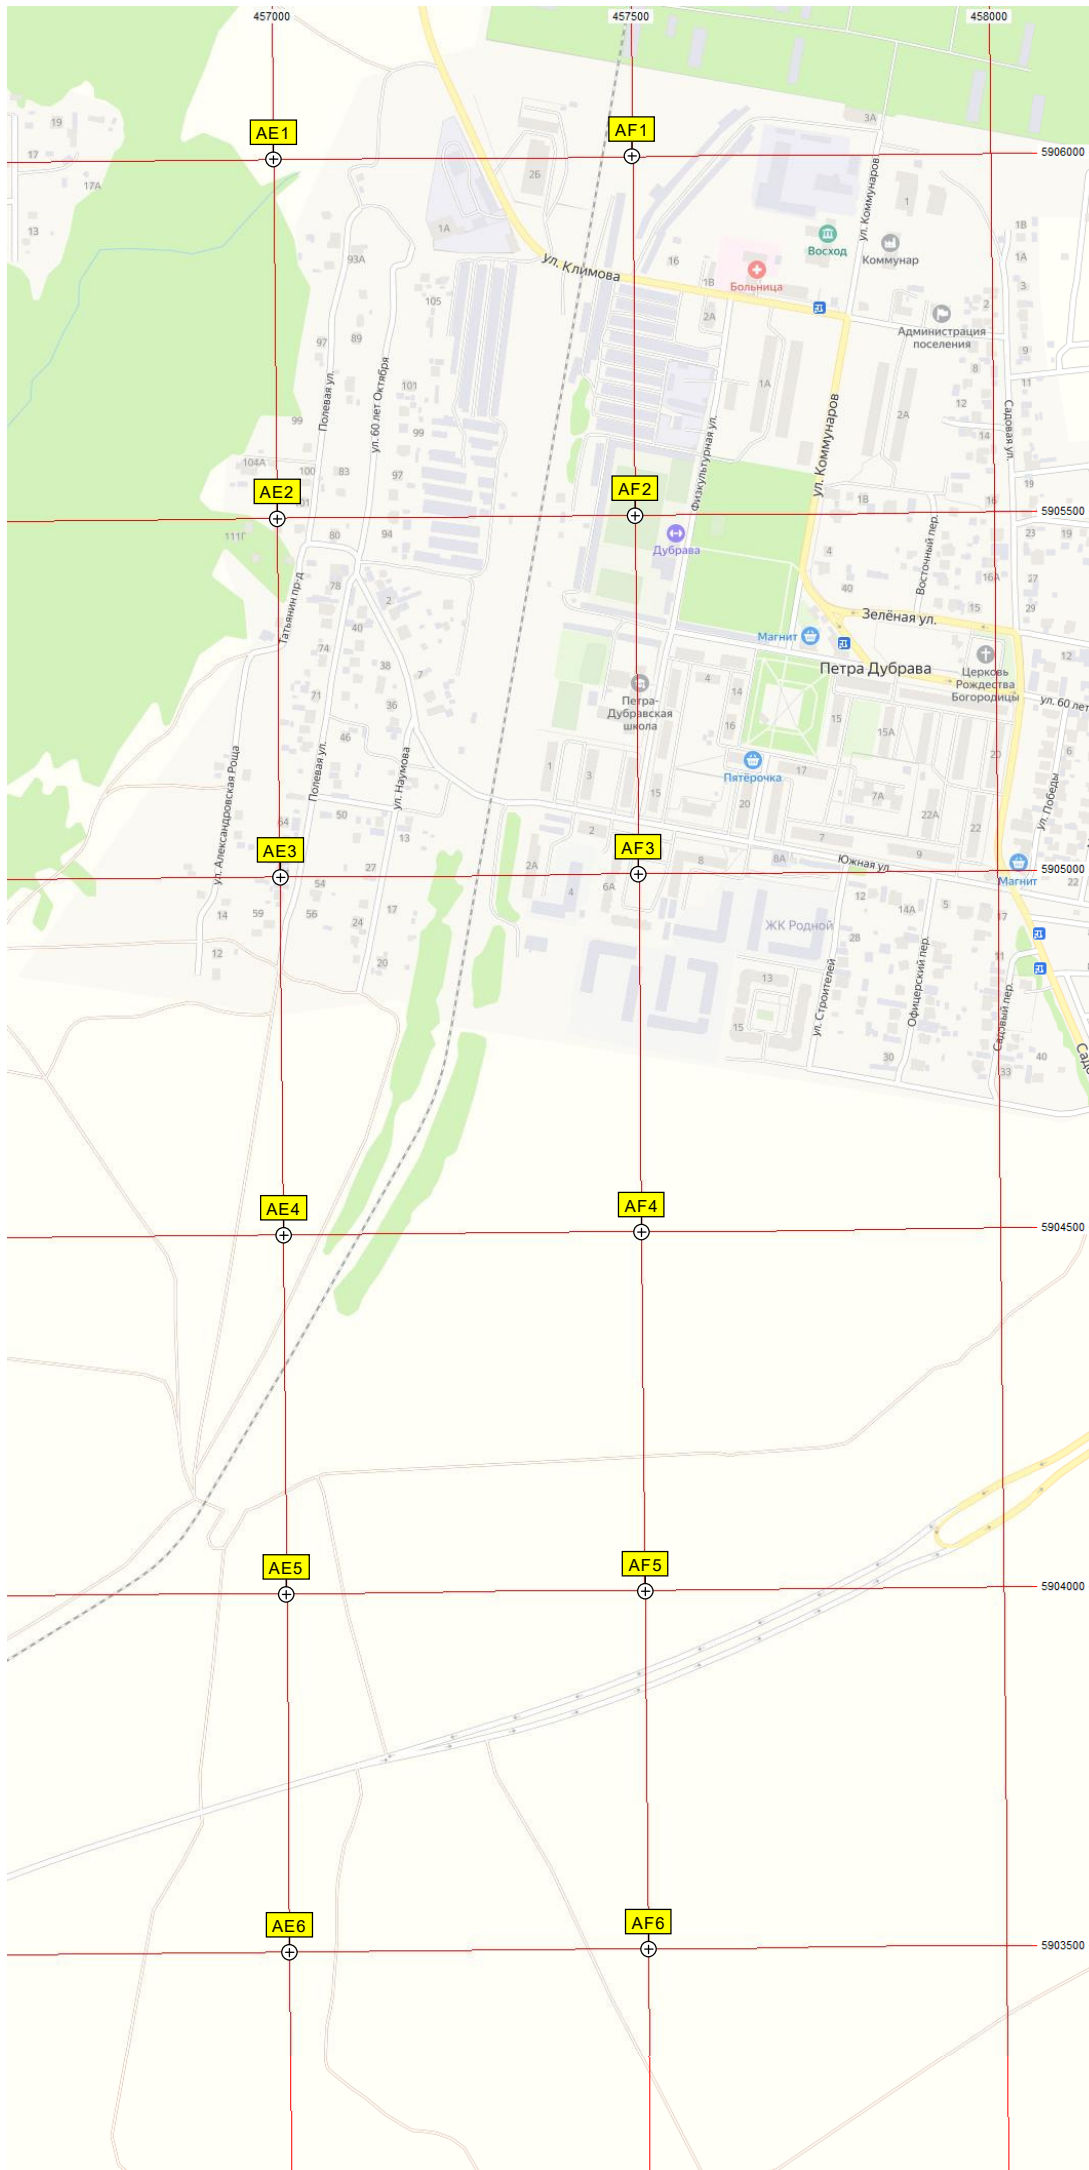 457000
457500
458000
AE1
AF1
5906000
19
17
17А
13
3А
2Б
1А
1
ул. Коммунаров
Восход
Коммунар
16
1В
Больница
ул. Климова
2А
1В
1А
3
2
Администрация
поселения
93А
105
97
89
101
99
99
Полевая ул.
ул. 60 лет Октября
9
8
11
12
14
1А
2А
Садовая ул.
Физкультурная ул.
ул. Коммунаров
104А
100
83
97
101
AE2
AF2
5905500
111Г
80
94
78
2
Дубрава
1В
16
19
23
19
4
40
Восточный пер.
16А
27
15
29
Татьянин пр-д
40
74
38
7
71
36
46
Зелёная ул.
Магнит
Петра Дубрава
Церковь
Рождества
Богородицы
12
ул. 60 лет
Петра-
Дубравская
школа
4
14
16
15
15А
20
6
Пятёрочка
17
1
3
15
20
7А
22А
22
ул. Александровская Роща
Полевая ул.
ул. Наумова
ул. Победы
64
50
13
2
7
9
AE3
AF3
5905000
27
54
2А
4
6А
8
8А
Южная ул.
Магнит
22
14
59
56
24
17
12
20
ЖК Родной
12
14А
5
17
28
11
13
15
ул. Строителей
Офицерский пер.
Садовый пер.
30
33
40
AE4
AF4
5904500
AE5
AF5
5904000
AE6
AF6
5903500